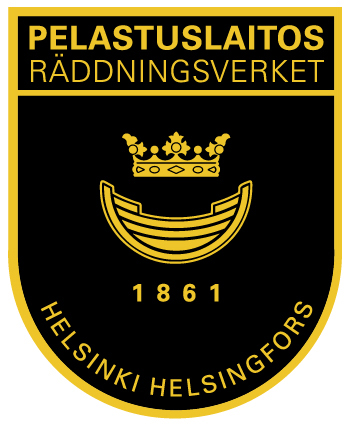 PELASTUSLAITOS
RÄDDNINGSVERKET
1861
HELSINKI HELSINGFORS